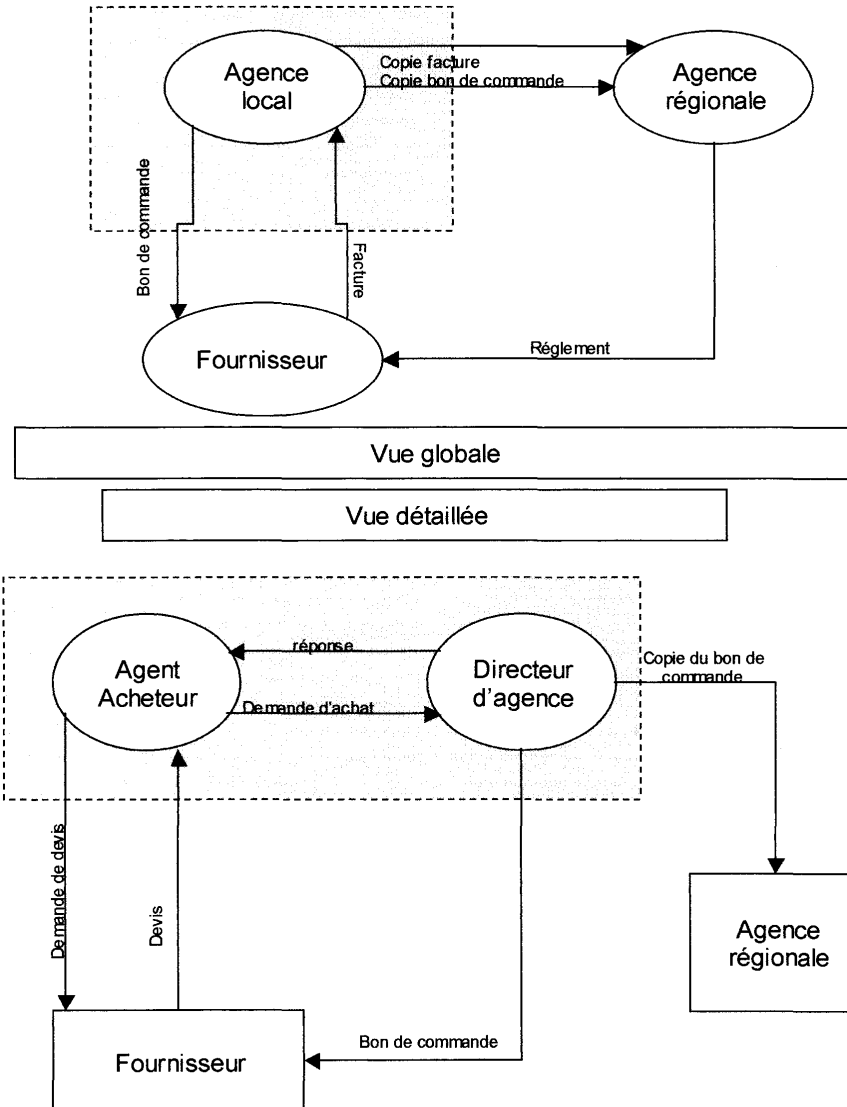 Agence
local
Copie facture
Copie bon de commande
Agence
régionale
Bon de commande
Facture
Fournisseur
Réglement
Vue globale
Vue détaillée
Agent
Acheteur
réponse
Demande d'achat
Directeur
d'agence
Copie du bon de
commande
Demande de devis
Devis
Agence
régionale
Fournisseur
Bon de commande